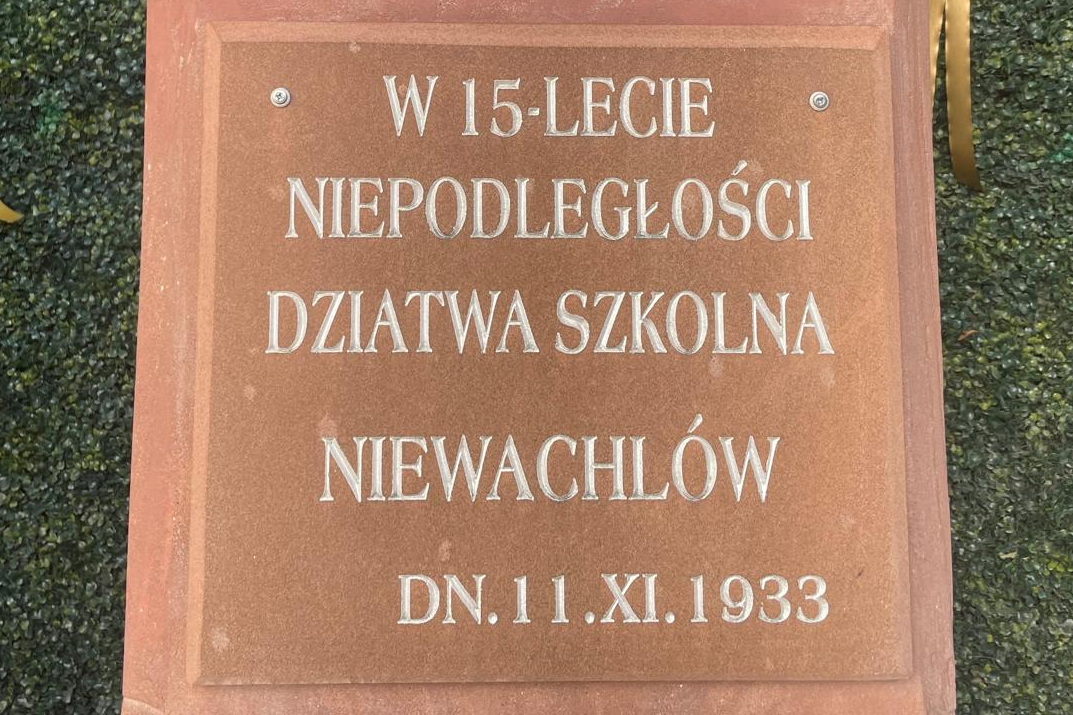 W 15-LECIE
NIEPODLEGŁOŚCI
DZIATWA SZKOLNA
NIEWACHLÓW
DN.11.XI.1933